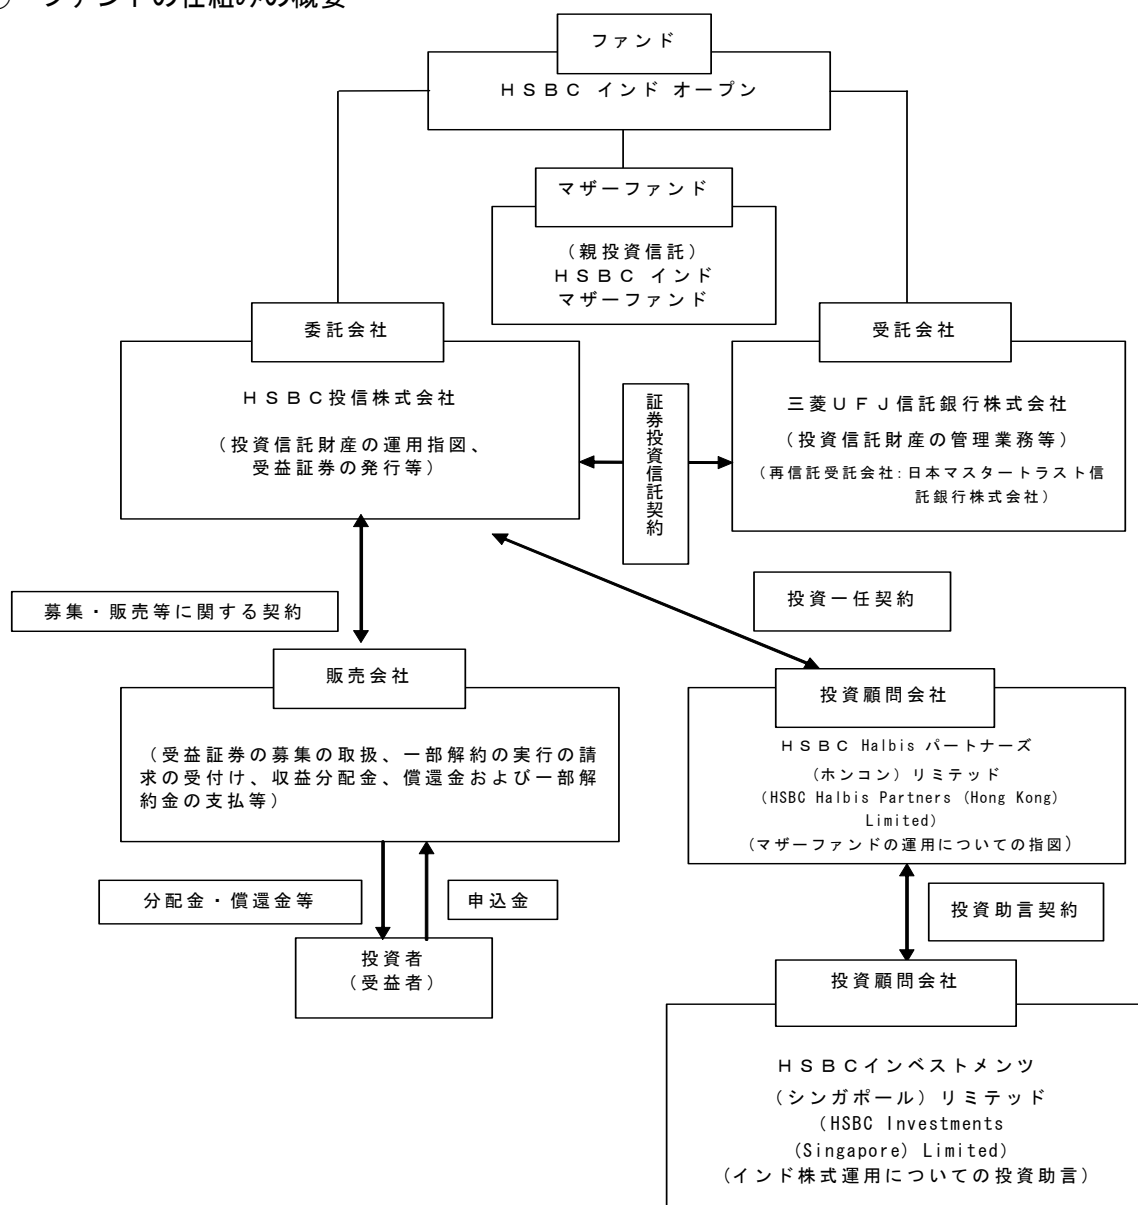 ファンドの仕組みの概要
ファンド
HSBC インド オープン
マザーファンド
(親投資信託)
HSBC インド
マザーファンド
委託会社
HSBC投信株式会社
(投資信託財産の運用指図、
受益証券の発行等)
証券投資信託契約
受託会社
三菱UFJ信託銀行株式会社
(投資信託財産の管理業務等)
(再信託受託会社:日本マスタートラスト信
託銀行株式会社)
募集・販売等に関する契約
投資一任契約
販売会社
(受益証券の募集の取扱、一部解約の実行の請
求の受付け、収益分配金、償還金および一部解
約金の支払等)
投資顧問会社
HSBC Halbis パートナーズ
(ホンコン)リミテッド
(HSBC Halbis Partners (Hong Kong)
Limited)
(マザーファンドの運用についての指図)
分配金・償還金等
申込金
投資助言契約
投資者
(受益者)
投資顧問会社
HSBCインベストメンツ
(シンガポール)リミテッド
(HSBC Investments
(Singapore) Limited)
(インド株式運用についての投資助言)